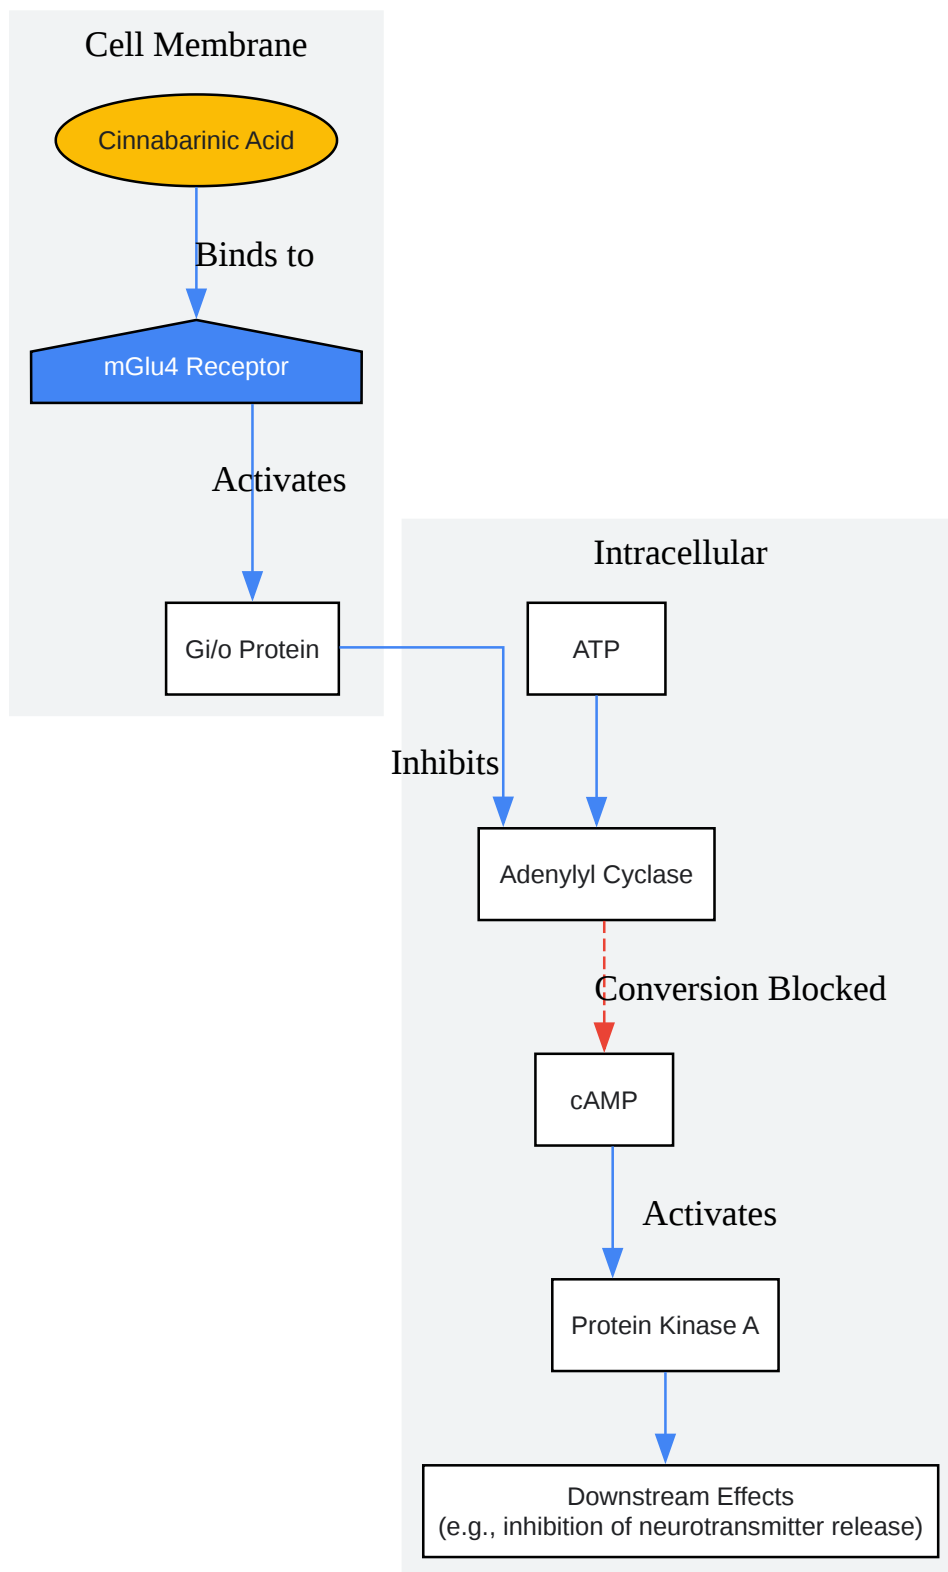 Cell Membrane
Cinnabarinic Acid
Binds to
mGlu4 Receptor
Activates
Gi/o Protein
Intracellular
ATP
Inhibits
Adenylyl Cyclase
Conversion Blocked
cAMP
Activates
Protein Kinase A
Downstream Effects
(e.g., inhibition of neurotransmitter release)